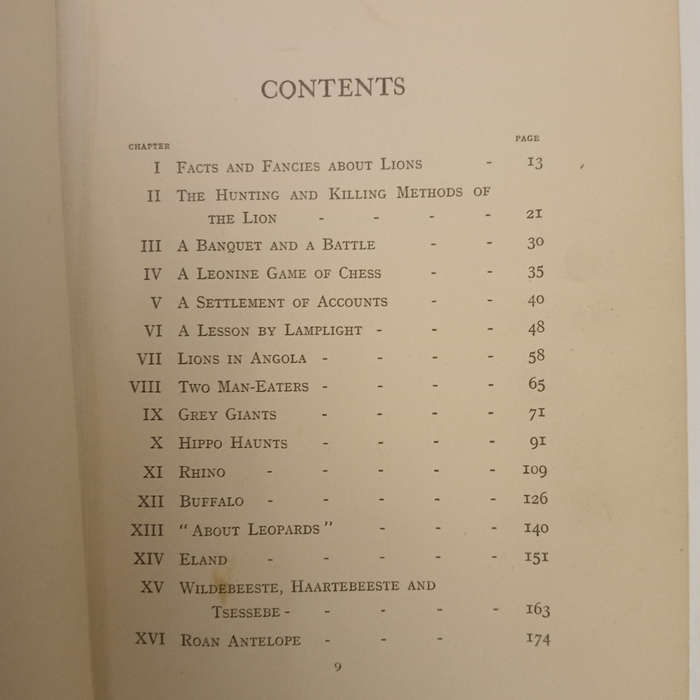 CONTENTS
CHAPTER PAGE
I FACTS AND FANCIES ABOUT LIONS - 13
II THE HUNTING AND KILLING METHODS OF
THE LION - - - - 21
III A BANQUET AND A BATTLE - - 30
IV A LEONINE GAME OF CHESS - - 35
V A SETTLEMENT OF ACCOUNTS - - 40
VI A LESSON BY LAMPLIGHT - - - 48
VII LIONS IN ANGOLA - - - - 58
VIII TWO MAN-EATERS - - - - 65
IX GREY GIANTS - - - - 71
X HIPPO HAUNTS - - - - 91
XI RHINO - - - - - 109
XII BUFFALO - - - - - 126
XIII "ABOUT LEOPARDS" - - - 140
XIV ELAND - - - - - 151
XV WILDEBEESTE, HAARTEBEESTE AND
TSESSEBE - - - - - 163
XVI ROAN ANTELOPE - - - 174
9